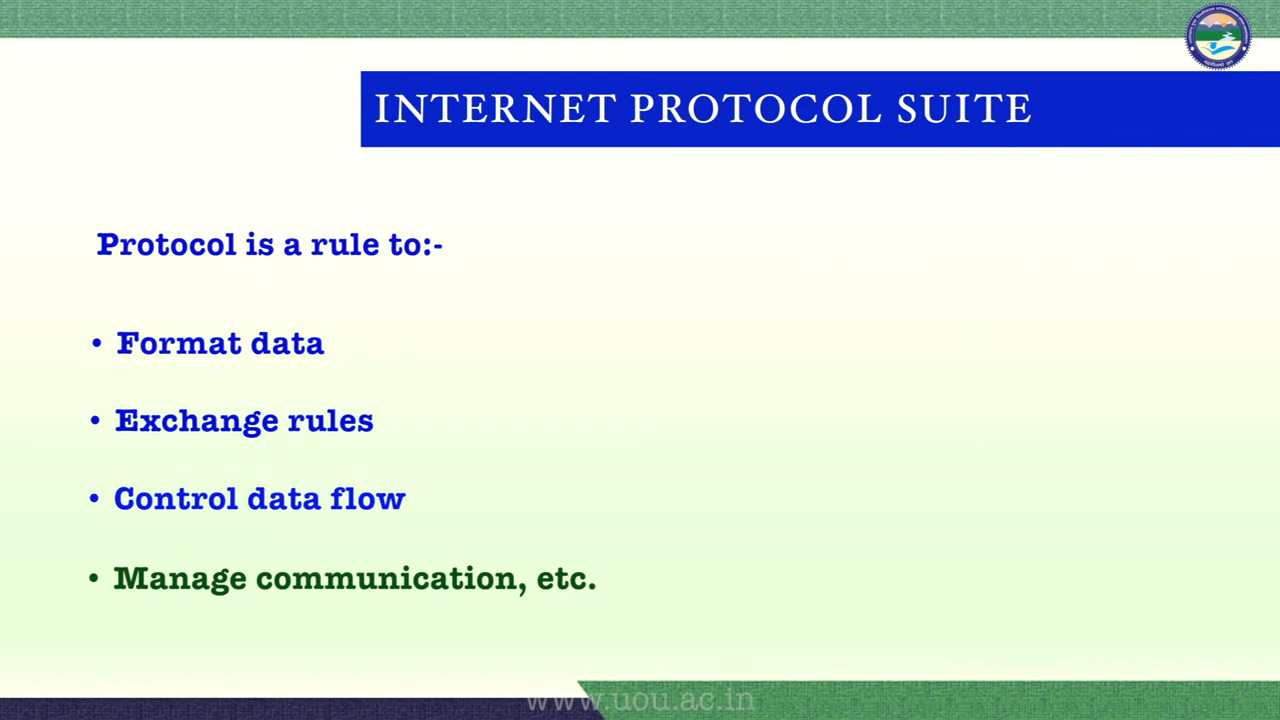 INTERNET PROTOCOL SUITE
Protocol is a rule to:-
• Format data
• Exchange rules
• Control data flow
• Manage communication, etc.
www.uou.ac.in